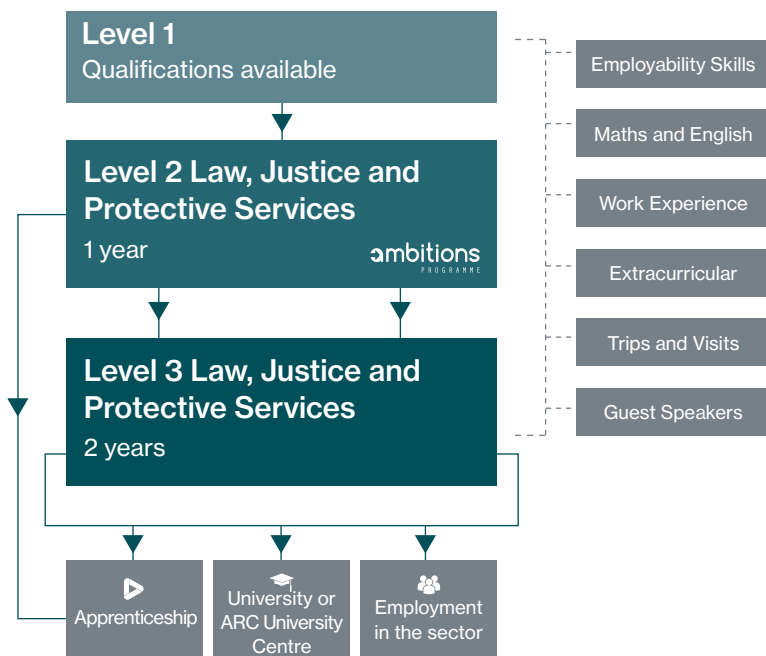 Level 1
Qualifications available
Level 2 Law, Justice and
Protective Services
1 year
ambitions
PROGRAMME
Level 3 Law, Justice and
Protective Services
2 years
Apprenticeship
University or
ARC University
Centre
Employment
in the sector
Employability Skills
Maths and English
Work Experience
Extracurricular
Trips and Visits
Guest Speakers